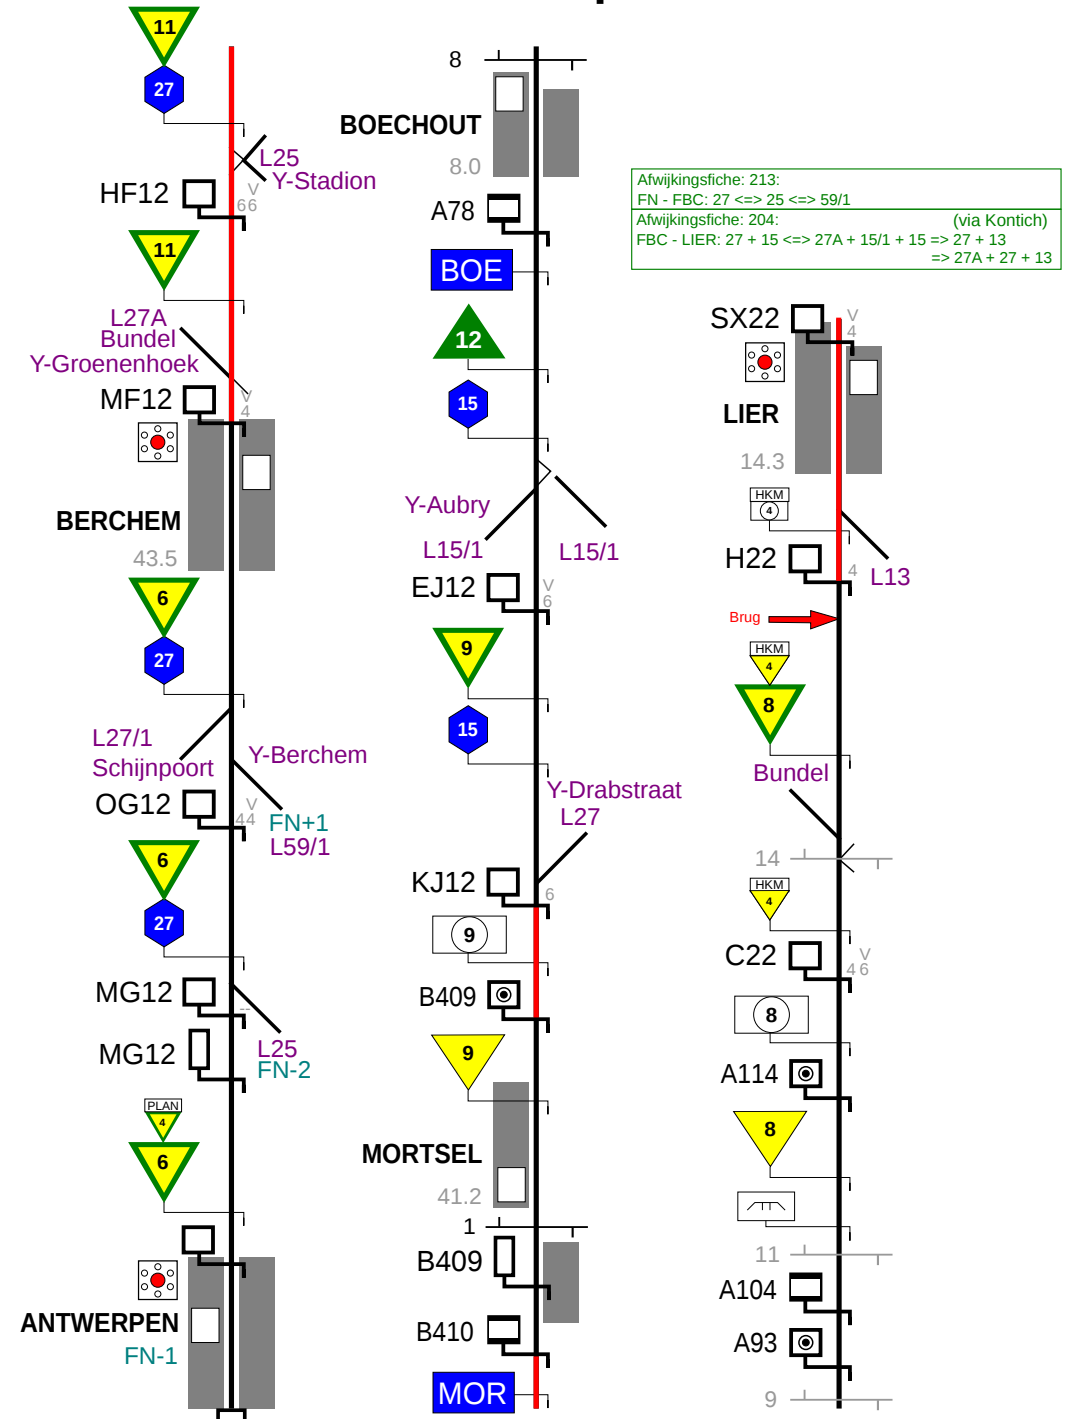 11
27
L25
Y-Stadion
HF12
V
66
11
L27A
Bundel
Y-Groenenhoek
MF12
V
4
BERCHEM
43.5
6
27
L27/1
Schijnpoort
Y-Berchem
OG12
V
44
FN+1
L59/1
6
27
MG12
--
L25
FN-2
MG12
PLAN
4
6
ANTWERPEN
FN-1
8
BOECHOUT
8.0
A78
BOE
12
15
Y-Aubry
L15/1
L15/1
EJ12
V
6
9
15
Y-Drabstraat
L27
KJ12
6
9
B409
9
MORTSEL
41.2
1
B409
B410
MOR
Afwijkingsfiche: 213:
FN - FBC: 27 <=> 25 <=> 59/1
Afwijkingsfiche: 204: (via Kontich)
FBC - LIER: 27 + 15 <=> 27A + 15/1 + 15 => 27 + 13
=> 27A + 27 + 13
SX22
V
4
LIER
14.3
HKM
4
H22
4
L13
Brug
HKM
4
8
Bundel
14
HKM
4
C22
V
4 6
8
A114
8
11
A104
A93
9